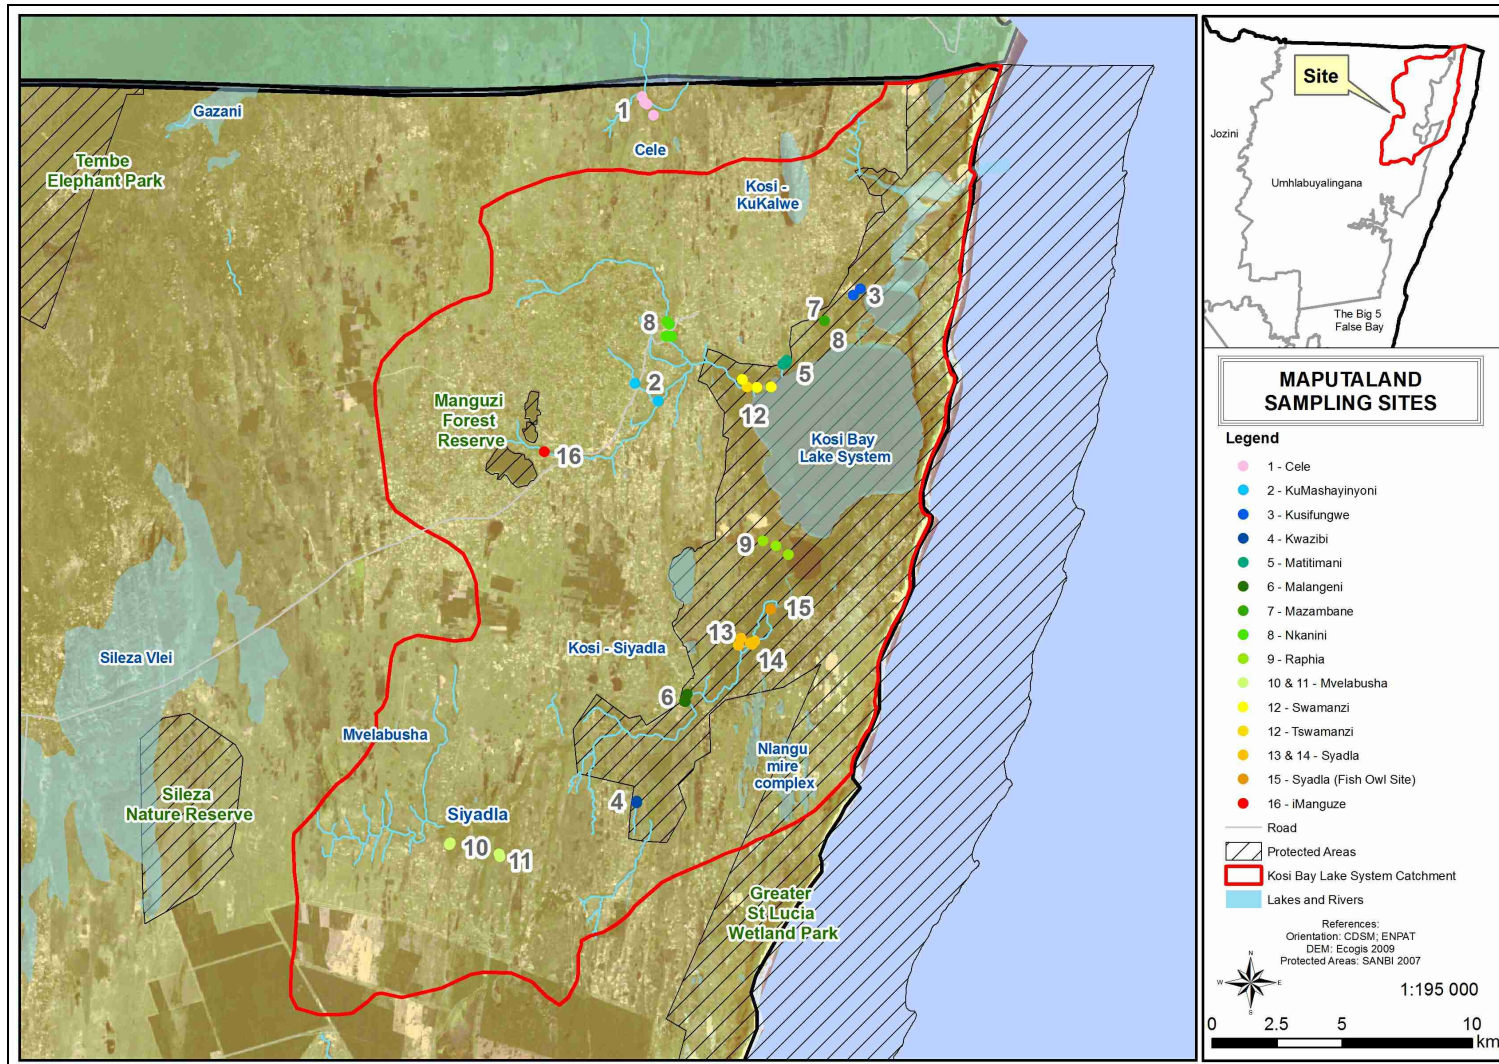 Gazani
1
Cele
Tembe
Elephant Park
Kosi -
KuKalwe
3
7
8
8
5
2
12
Manguzi
Forest
Reserve
Kosi Bay
Lake System
16
9
15
13
14
Sileza Vlei
Kosi - Siyadla
6
Mvelabusha
Nlangu
mire
complex
Sileza
Nature Reserve
Siyadla
4
10
11
Greater
St Lucia
Wetland Park
Site
Jozini
Umhlabuyalingana
The Big 5
False Bay
MAPUTALAND
SAMPLING SITES
Legend
1 - Cele
2 - KuMashayinyoni
3 - Kusifungwe
4 - Kwazibi
5 - Matitimani
6 - Malangeni
7 - Mazambane
8 - Nkanini
9 - Raphia
10 & 11 - Mvelabusha
12 - Swamanzi
12 - Tswamanzi
13 & 14 - Syadla
15 - Syadla (Fish Owl Site)
16 - iManguze
Road
Protected Areas
Kosi Bay Lake System Catchment
Lakes and Rivers
References:
Orientation: CDSM; ENPAT
DEM: Ecogis 2009
Protected Areas: SANBI 2007
N
W E
S
1:195 000
0 2.5 5 10
km